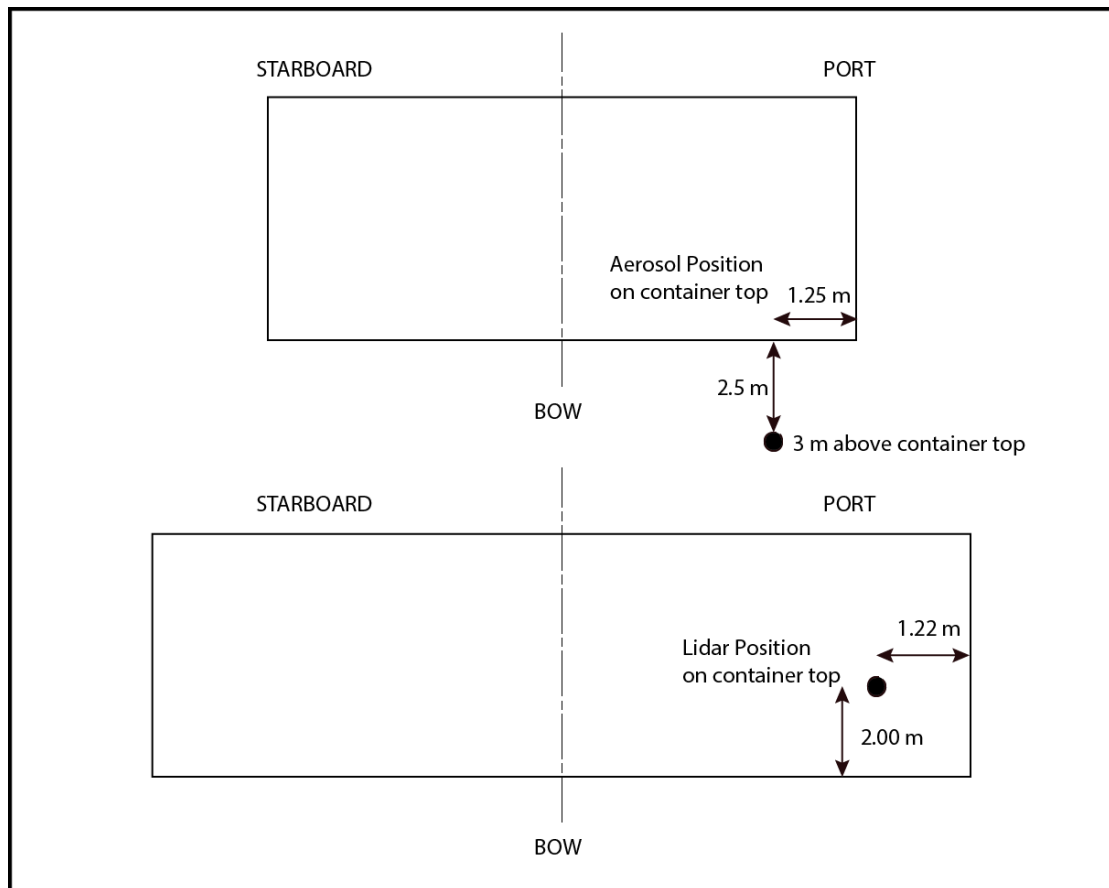 STARBOARD
PORT
Aerosol Position
on container top
1.25 m
2.5 m
BOW
3 m above container top
STARBOARD
PORT
1.22 m
Lidar Position
on container top
2.00 m
BOW